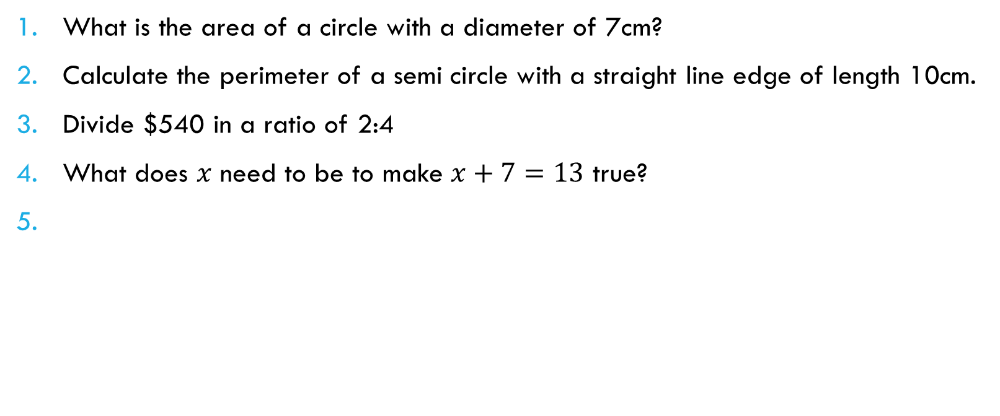 1. What is the area of a circle with a diameter of 7cm?
2. Calculate the perimeter of a semi circle with a straight line edge of length 10cm.
3. Divide $540 in a ratio of 2:4
4. What does x need to be to make x + 7 = 13 true?
5.